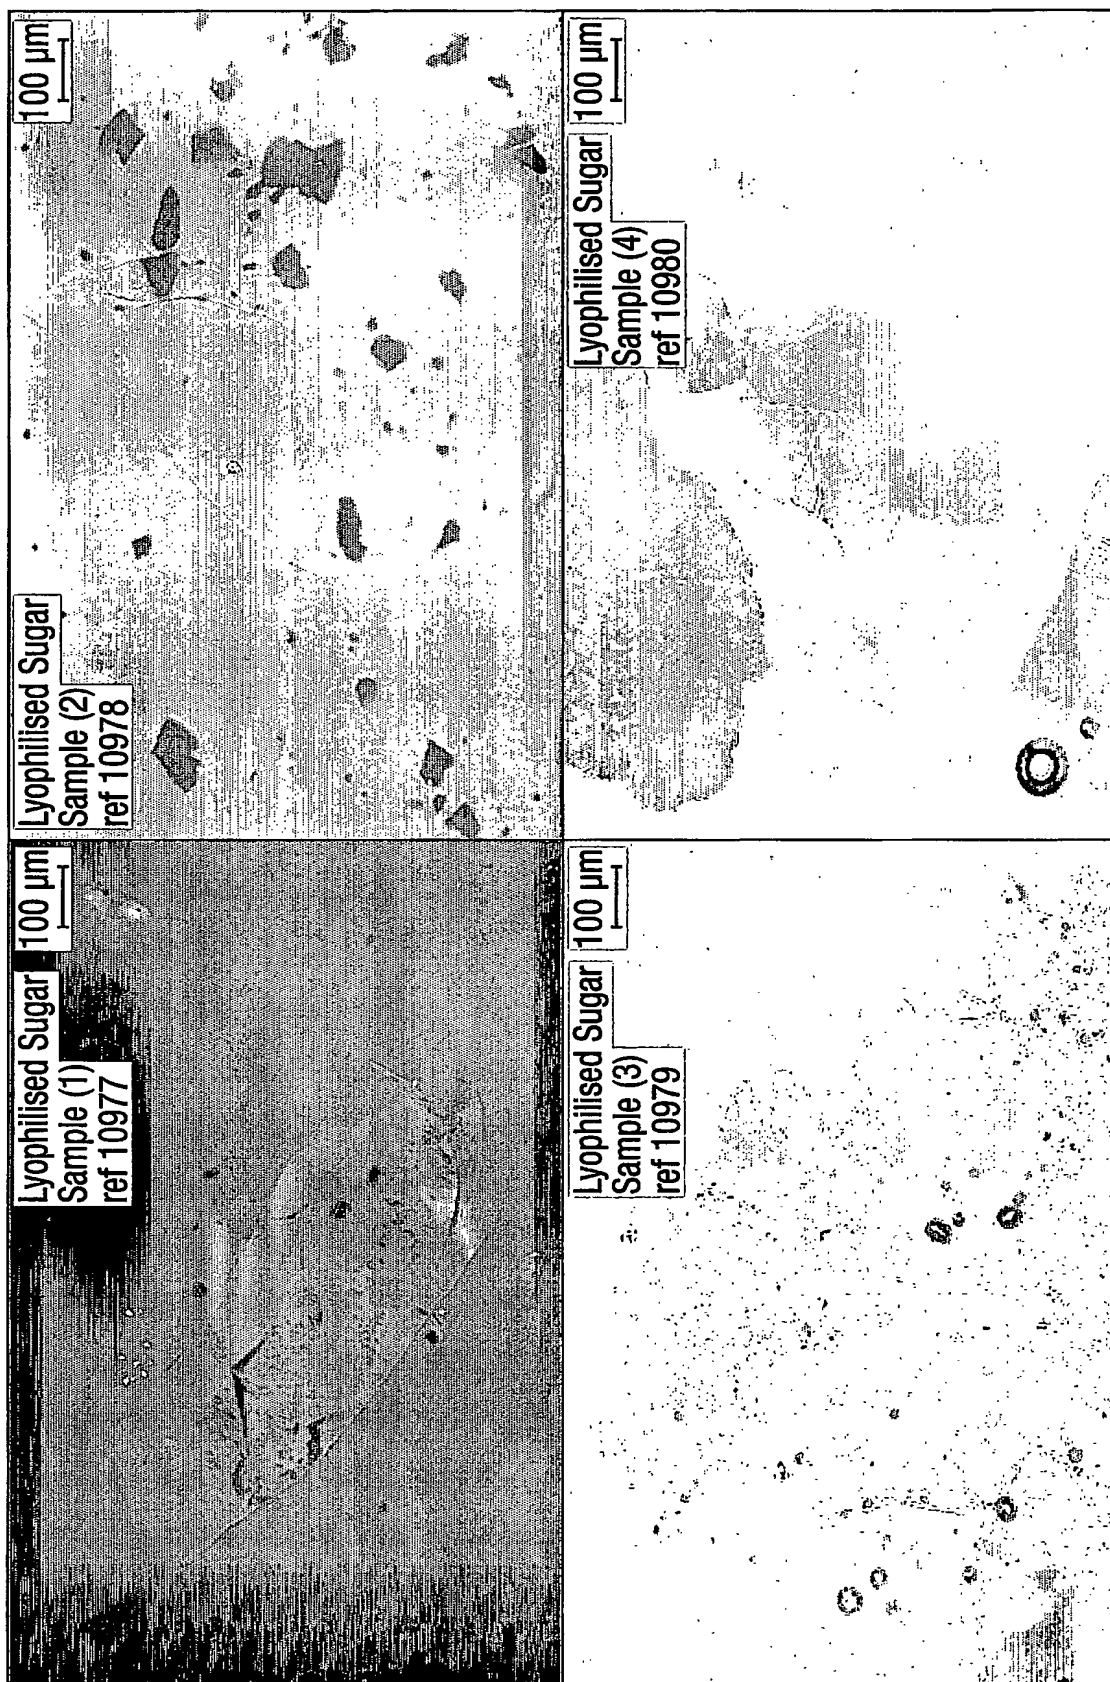 Lyophilised Sugar
Sample (1)
ref 10977
100 µm
Lyophilised Sugar
Sample (2)
ref 10978
100 µm
Lyophilised Sugar
Sample (3)
ref 10979
100 µm
Lyophilised Sugar
Sample (4)
ref 10980
100 µm